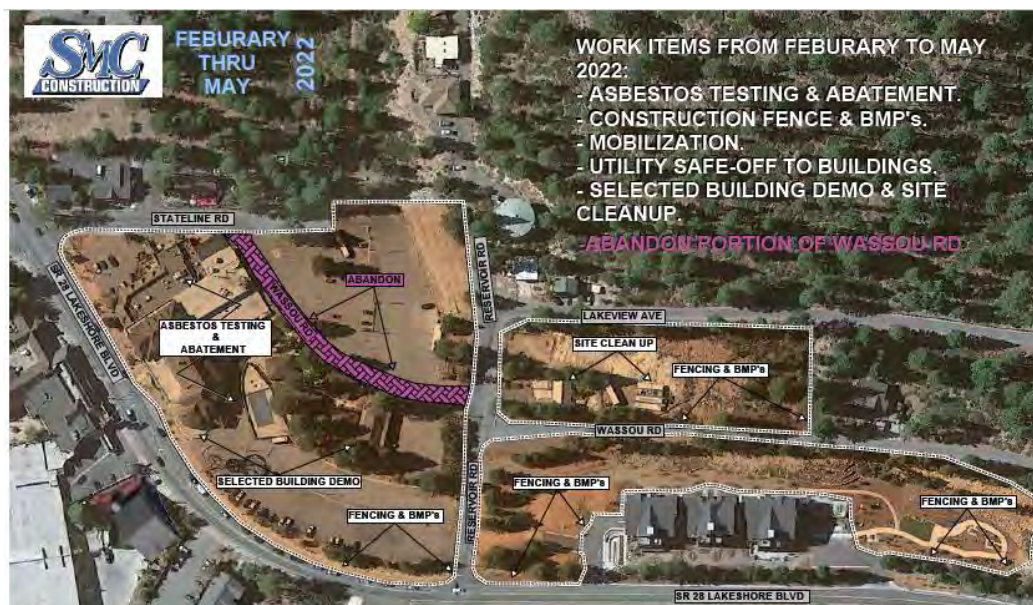 SMC
CONSTRUCTION
FEBURARY
THRU
MAY
2022
WORK ITEMS FROM FEBURARY TO MAY
2022:
- ASBESTOS TESTING & ABATEMENT.
- CONSTRUCTION FENCE & BMP's.
- MOBILIZATION.
- UTILITY SAFE-OFF TO BUILDINGS.
- SELECTED BUILDING DEMO & SITE
CLEANUP.
-ABANDON PORTION OF WASSOU RD
STATELINE RD
SR 28 LAKESHORE BLVD
WASSOU RD
ABANDON
RESERVOIR RD
ASBESTOS TESTING
&
ABATEMENT
LAKEVIEW AVE
SITE CLEAN UP
FENCING & BMP's
WASSOU RD
SELECTED BUILDING DEMO
FENCING & BMP's
RESERVOIR RD
FENCING & BMP's
FENCING & BMP's
SR 28 LAKESHORE BLVD